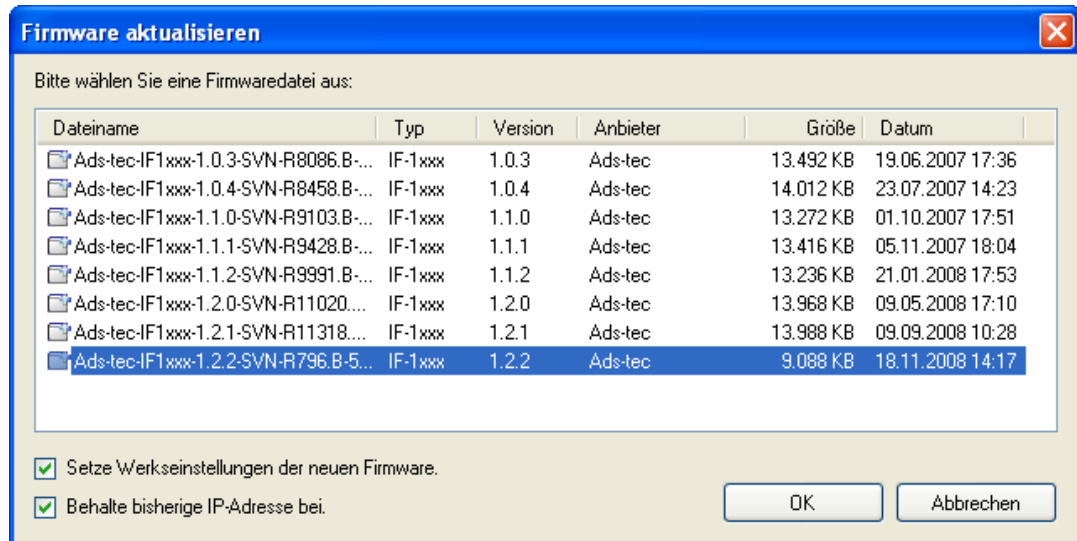 Firmware aktualisieren
Bitte wählen Sie eine Firmwaredatei aus:
Dateiname Typ Version Anbieter Größe Datum
Ads-tec-IF1xxx-1.0.3-SVN-R8086.B-... IF-1xxx 1.0.3 Ads-tec 13.492 KB 19.06.2007 17:36
Ads-tec-IF1xxx-1.0.4-SVN-R8458.B-... IF-1xxx 1.0.4 Ads-tec 14.012 KB 23.07.2007 14:23
Ads-tec-IF1xxx-1.1.0-SVN-R9103.B-... IF-1xxx 1.1.0 Ads-tec 13.272 KB 01.10.2007 17:51
Ads-tec-IF1xxx-1.1.1-SVN-R9428.B-... IF-1xxx 1.1.1 Ads-tec 13.416 KB 05.11.2007 18:04
Ads-tec-IF1xxx-1.1.2-SVN-R9991.B-... IF-1xxx 1.1.2 Ads-tec 13.236 KB 21.01.2008 17:53
Ads-tec-IF1xxx-1.2.0-SVN-R11020.... IF-1xxx 1.2.0 Ads-tec 13.968 KB 09.05.2008 17:10
Ads-tec-IF1xxx-1.2.1-SVN-R11318.... IF-1xxx 1.2.1 Ads-tec 13.988 KB 09.09.2008 10:28
Ads-tec-IF1xxx-1.2.2-SVN-R796.B-5... IF-1xxx 1.2.2 Ads-tec 9.088 KB 18.11.2008 14:17
Setze Werkseinstellungen der neuen Firmware.
Behalte bisherige IP-Adresse bei.
OK Abbrechen